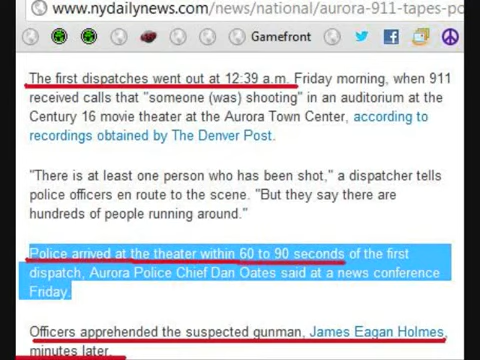 www.nydailynews.com/news/national/aurora-911-tapes-po
Gamefront
The first dispatches went out at 12:39 a.m. Friday morning, when 911
received calls that "someone (was) shooting" in an auditorium at the
Century 16 movie theater at the Aurora Town Center, according to
recordings obtained by The Denver Post.
"There is at least one person who has been shot," a dispatcher tells
police officers en route to the scene. "But they say there are
hundreds of people running around."
Police arrived at the theater within 60 to 90 seconds of the first
dispatch, Aurora Police Chief Dan Oates said at a news conference
Friday.
Officers apprehended the suspected gunman, James Eagan Holmes,
minutes later.